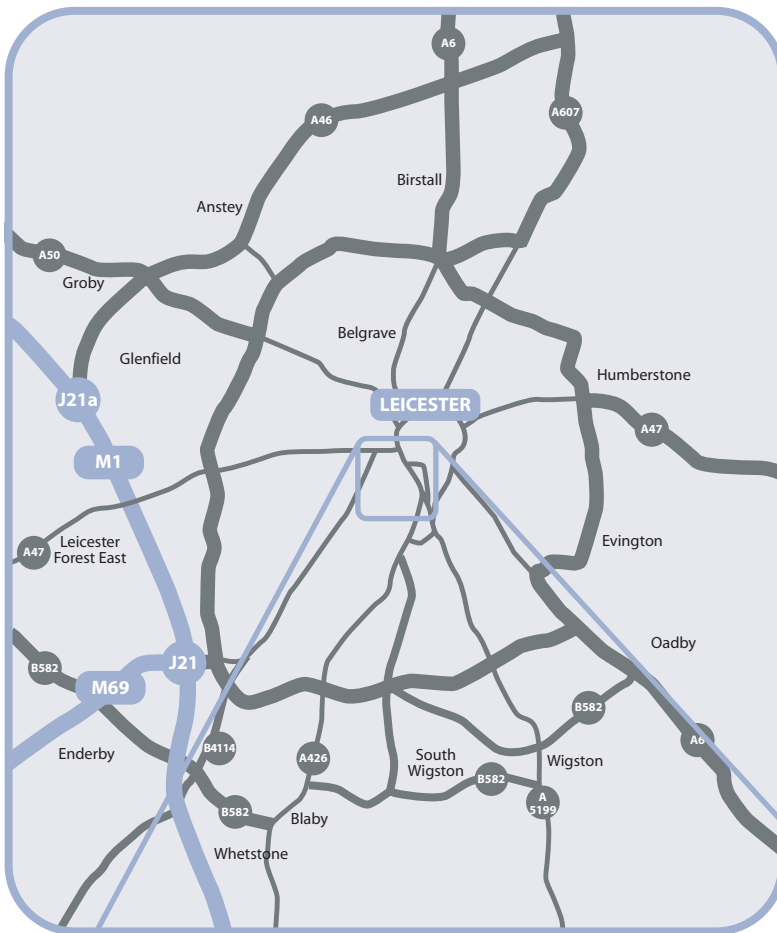 A6
A607
A46
Birstall
Anstey
A50
Groby
Belgrave
Glenfield
Humberstone
J21a
LEICESTER
A47
M1
A47
Leicester
Forest East
Evington
Oadby
J21
B582
M69
B582
A6
B4114
Enderby
A426
South
Wigston
Wigston
B582
A
5199
B582
Blaby
Whetstone